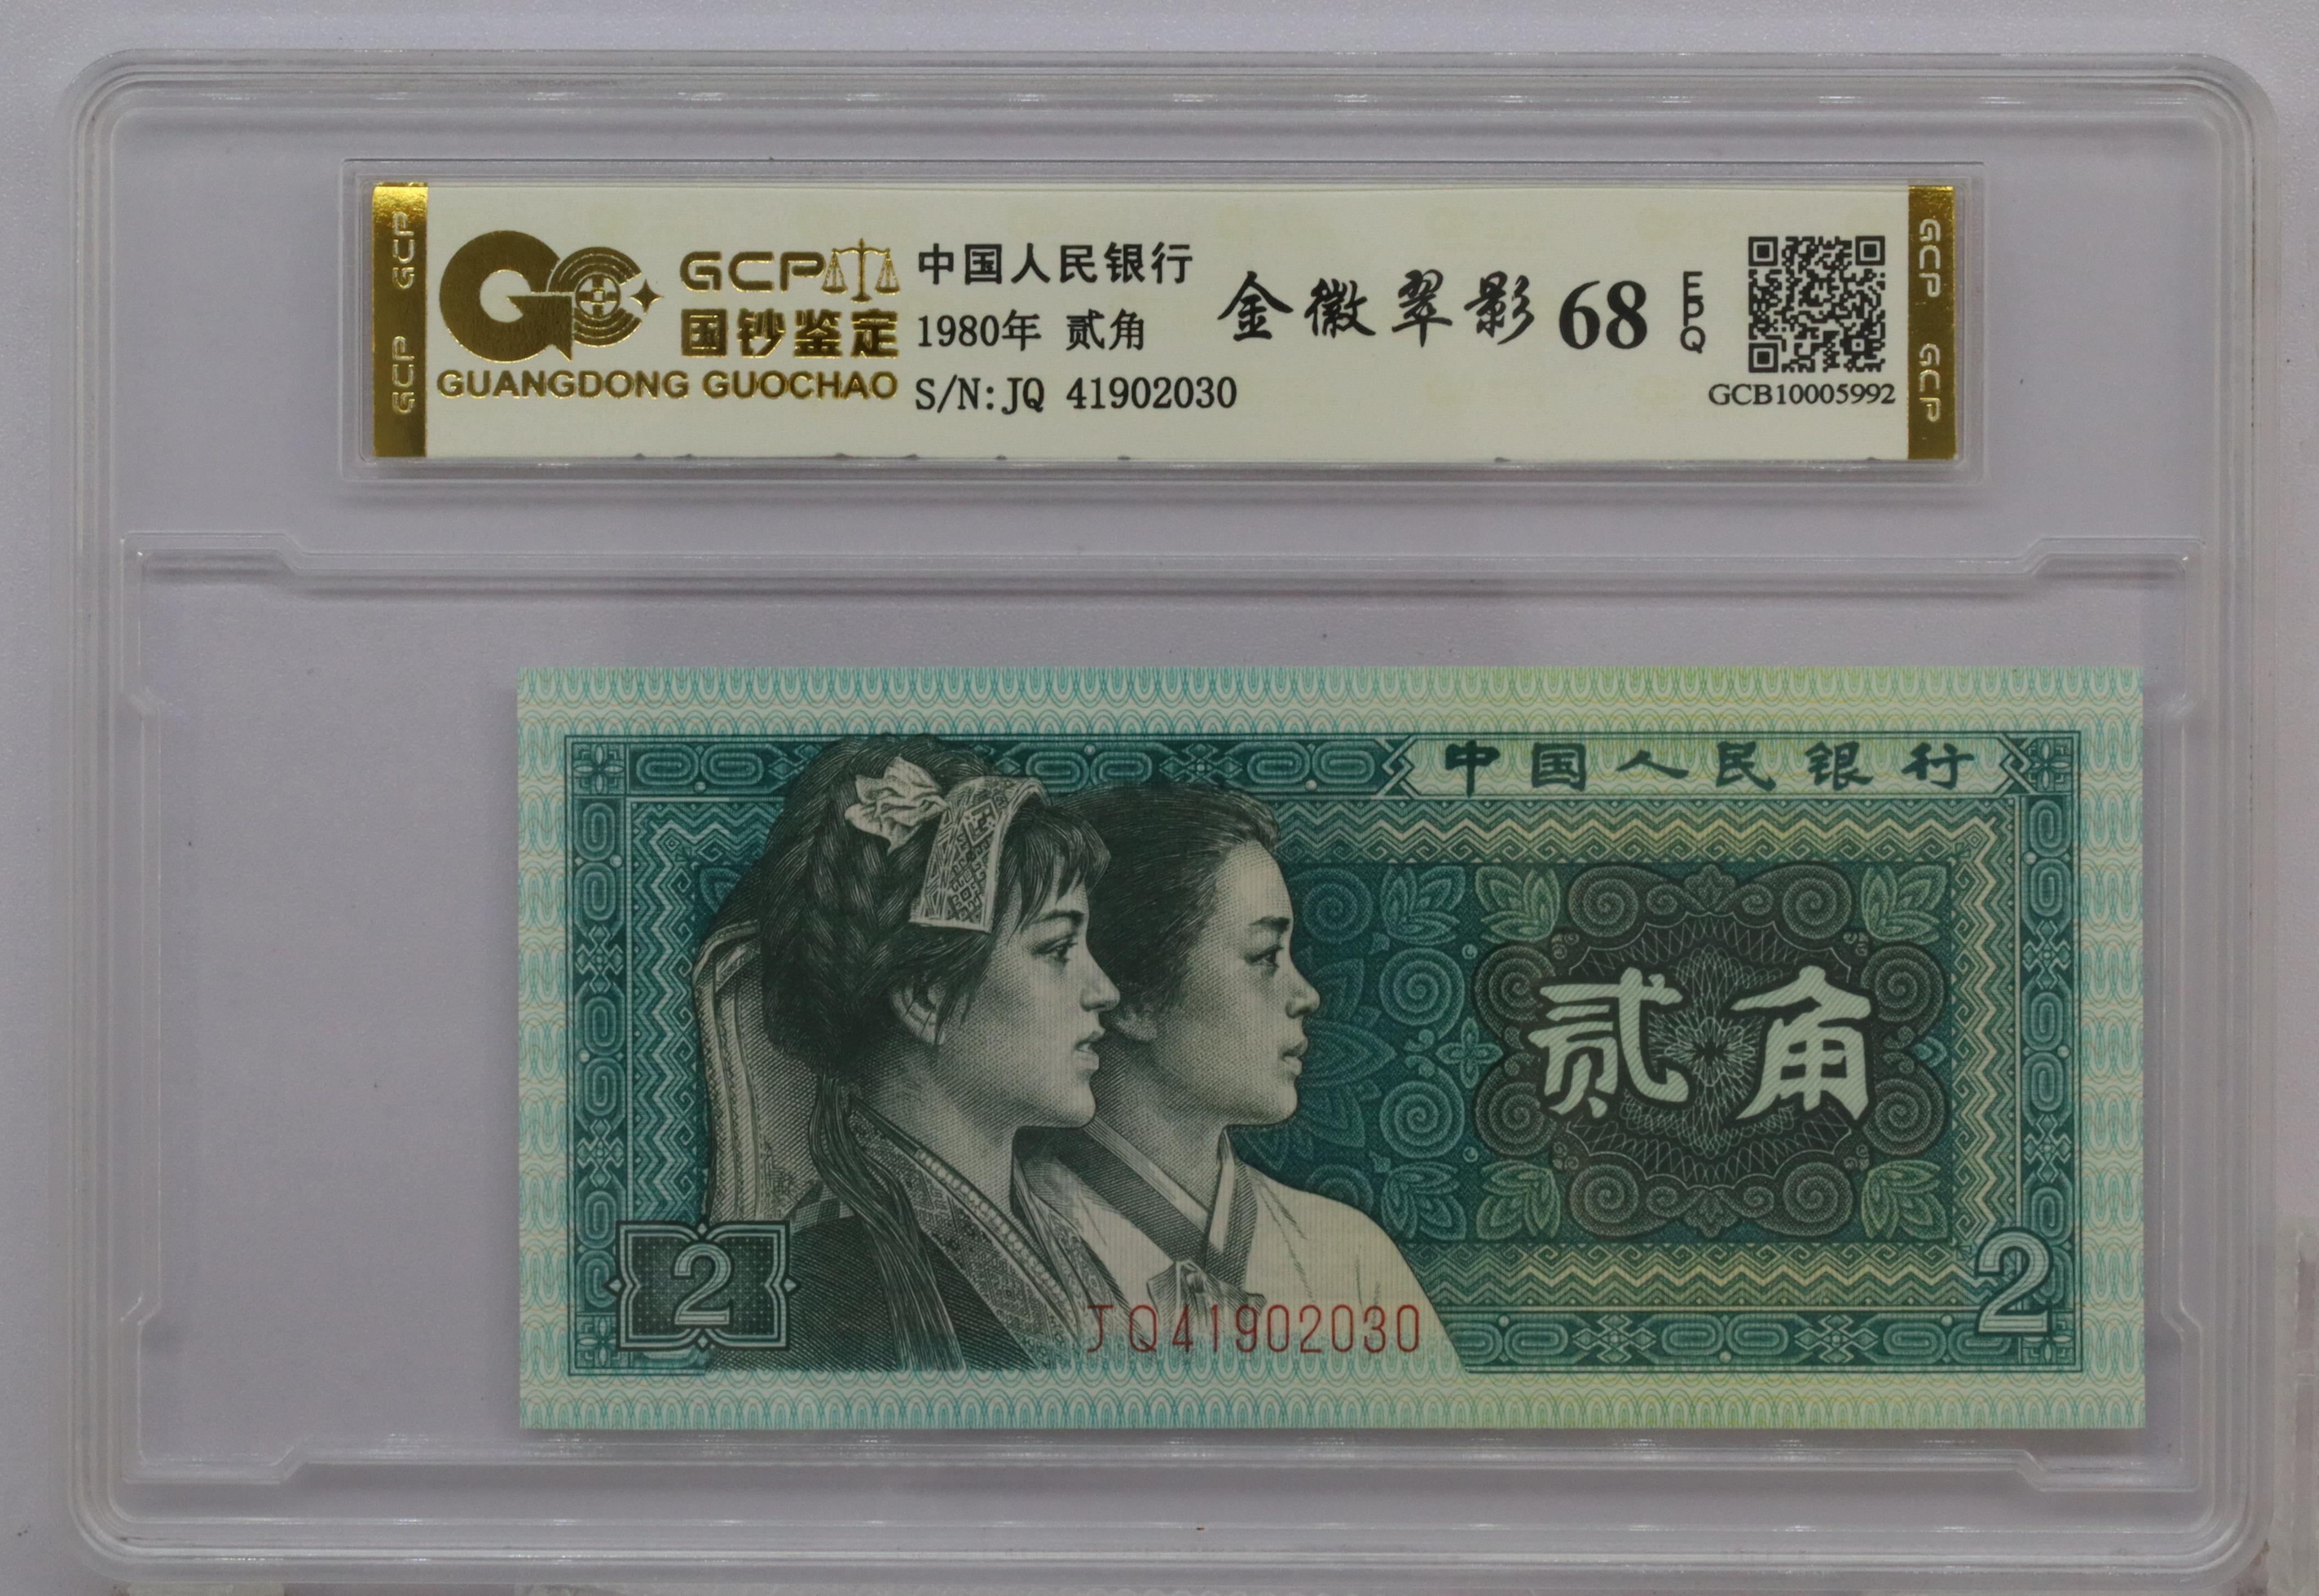 GCP
国钞鉴定
GUANGDONG GUOCHAO
中国人民银行
1980年 贰角
S/N:JQ 41902030
金徽翠影 68 EPQ
GCB10005992
GCP GCP
GCP GCP
中国人民银行
贰角
2
2
JQ41902030